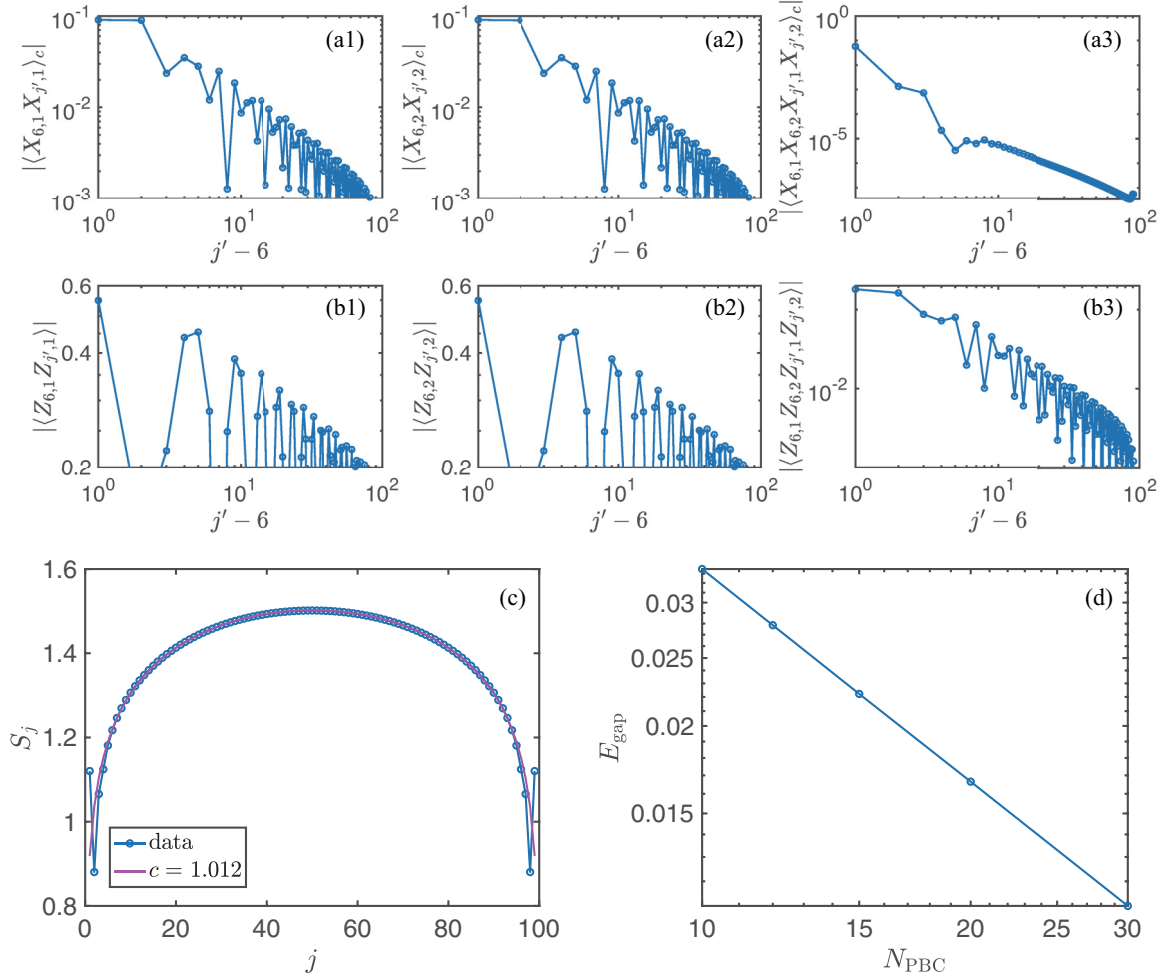 (a1)
|⟨X_{6,1}X_{j′,1}⟩_c|
10^{-1}
10^{-2}
10^{-3}
10^0
10^1
10^2
j′ − 6
(a2)
|⟨X_{6,2}X_{j′,2}⟩_c|
10^{-1}
10^{-2}
10^{-3}
10^0
10^1
10^2
j′ − 6
(a3)
|⟨X_{6,1}X_{6,2}X_{j′,1}X_{j′,2}⟩_c|
10^0
10^{-5}
10^0
10^1
10^2
j′ − 6
(b1)
|⟨Z_{6,1}Z_{j′,1}⟩|
0.6
0.4
0.2
10^0
10^1
10^2
j′ − 6
(b2)
|⟨Z_{6,2}Z_{j′,2}⟩|
0.6
0.4
0.2
10^0
10^1
10^2
j′ − 6
(b3)
|⟨Z_{6,1}Z_{6,2}Z_{j′,1}Z_{j′,2}⟩|
10^{-2}
10^0
10^1
10^2
j′ − 6
(c)
S_j
1.6
1.4
1.2
1
0.8
data
c = 1.012
0 20 40 60 80 100
j
(d)
E_{gap}
0.03
0.025
0.02
0.015
10 15 20 25 30
N_{PBC}